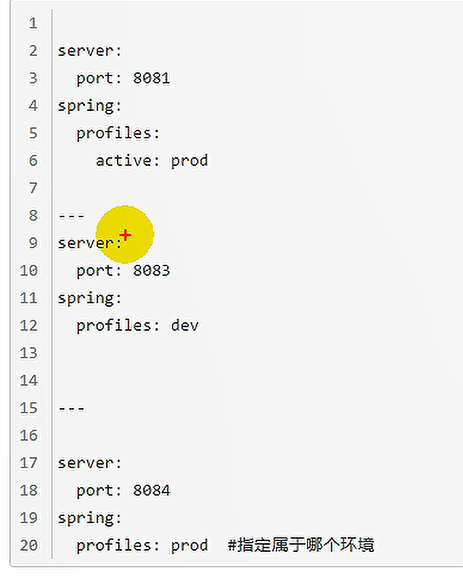 1
2 server:
3   port: 8081
4 spring:
5   profiles:
6     active: prod
7
8 ---
9 server:
10   port: 8083
11 spring:
12   profiles: dev
13
14
15 ---
16
17 server:
18   port: 8084
19 spring:
20   profiles: prod  #指定属于哪个环境